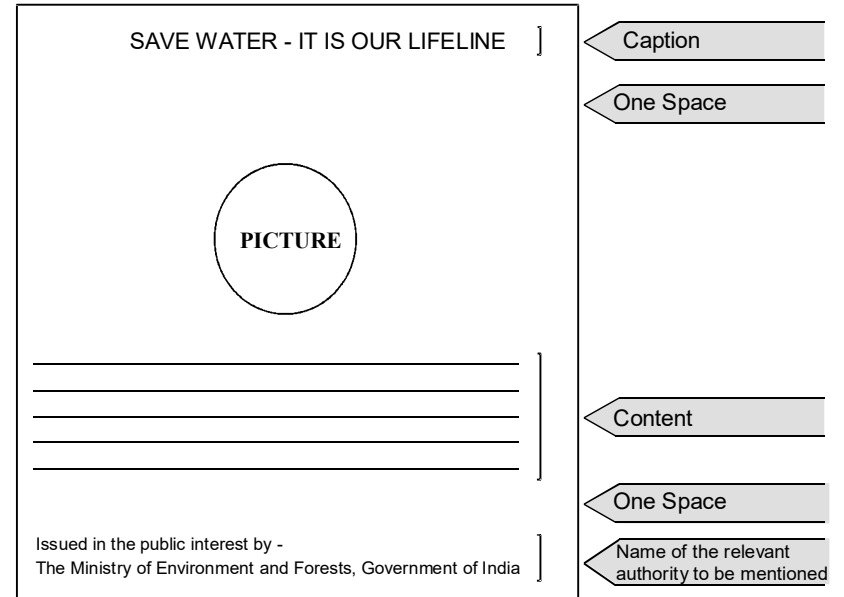 SAVE WATER - IT IS OUR LIFELINE
Caption
One Space
PICTURE
Content
One Space
Issued in the public interest by -
The Ministry of Environment and Forests, Government of India
Name of the relevant
authority to be mentioned